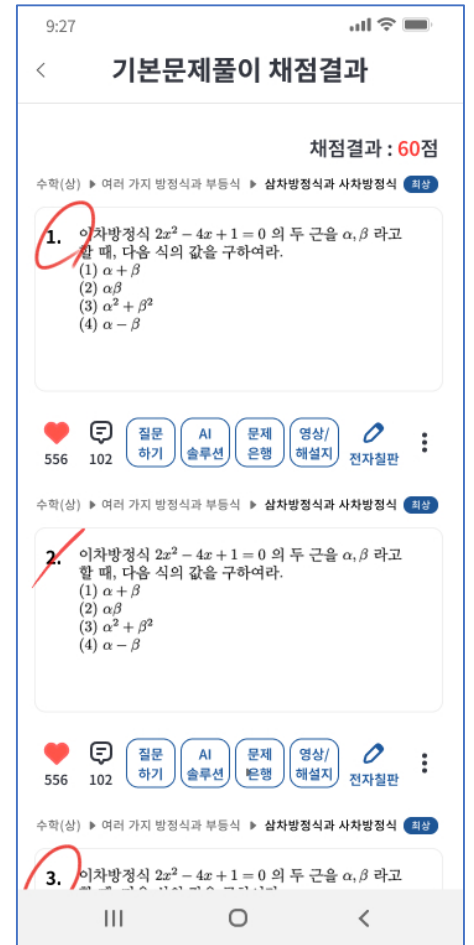 9:27
기본문제풀이 채점결과
채점결과 : 60점
수학(상) ▶ 여러 가지 방정식과 부등식 ▶ 삼차방정식과 사차방정식 최상
1. 이차방정식 2x² − 4x + 1 = 0 의 두 근을 α, β 라고
할 때, 다음 식의 값을 구하여라.
(1) α + β
(2) αβ
(3) α² + β²
(4) α − β
556 102 질문하기 AI 솔루션 문제은행 영상/해설지 전자칠판
수학(상) ▶ 여러 가지 방정식과 부등식 ▶ 삼차방정식과 사차방정식 최상
2. 이차방정식 2x² − 4x + 1 = 0 의 두 근을 α, β 라고
할 때, 다음 식의 값을 구하여라.
(1) α + β
(2) αβ
(3) α² + β²
(4) α − β
556 102 질문하기 AI 솔루션 문제은행 영상/해설지 전자칠판
수학(상) ▶ 여러 가지 방정식과 부등식 ▶ 삼차방정식과 사차방정식 최상
3. 이차방정식 2x² − 4x + 1 = 0 의 두 근을 α, β 라고